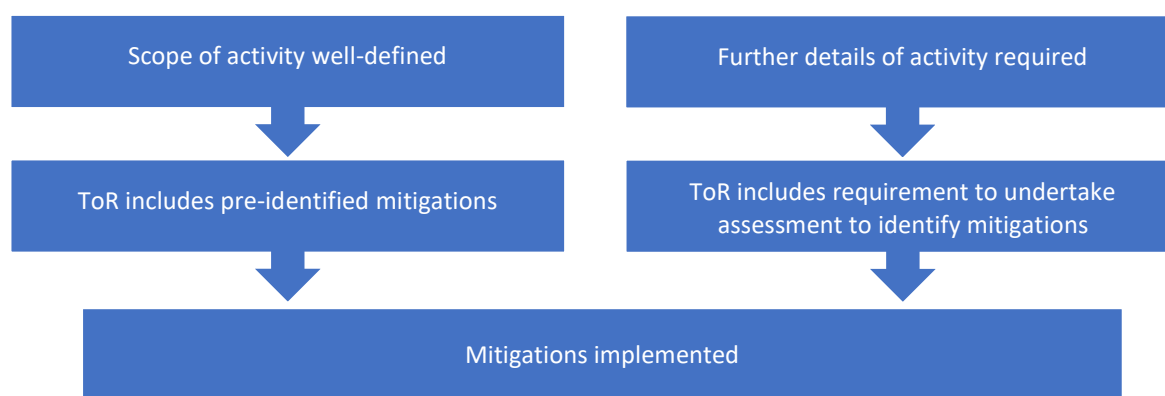 Scope of activity well-defined
Further details of activity required
ToR includes pre-identified mitigations
ToR includes requirement to undertake
assessment to identify mitigations
Mitigations implemented